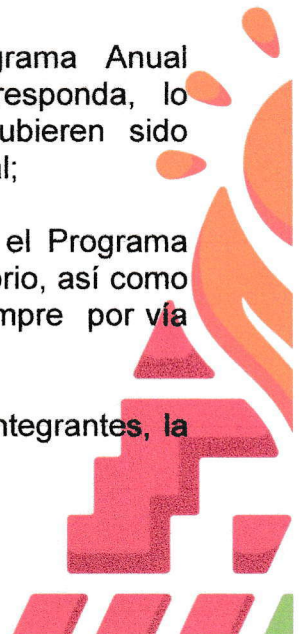 grama Anual
responda, lo
ubieren sido
al;
el Programa
orio, así como
mpre por vía
ntegrantes, la